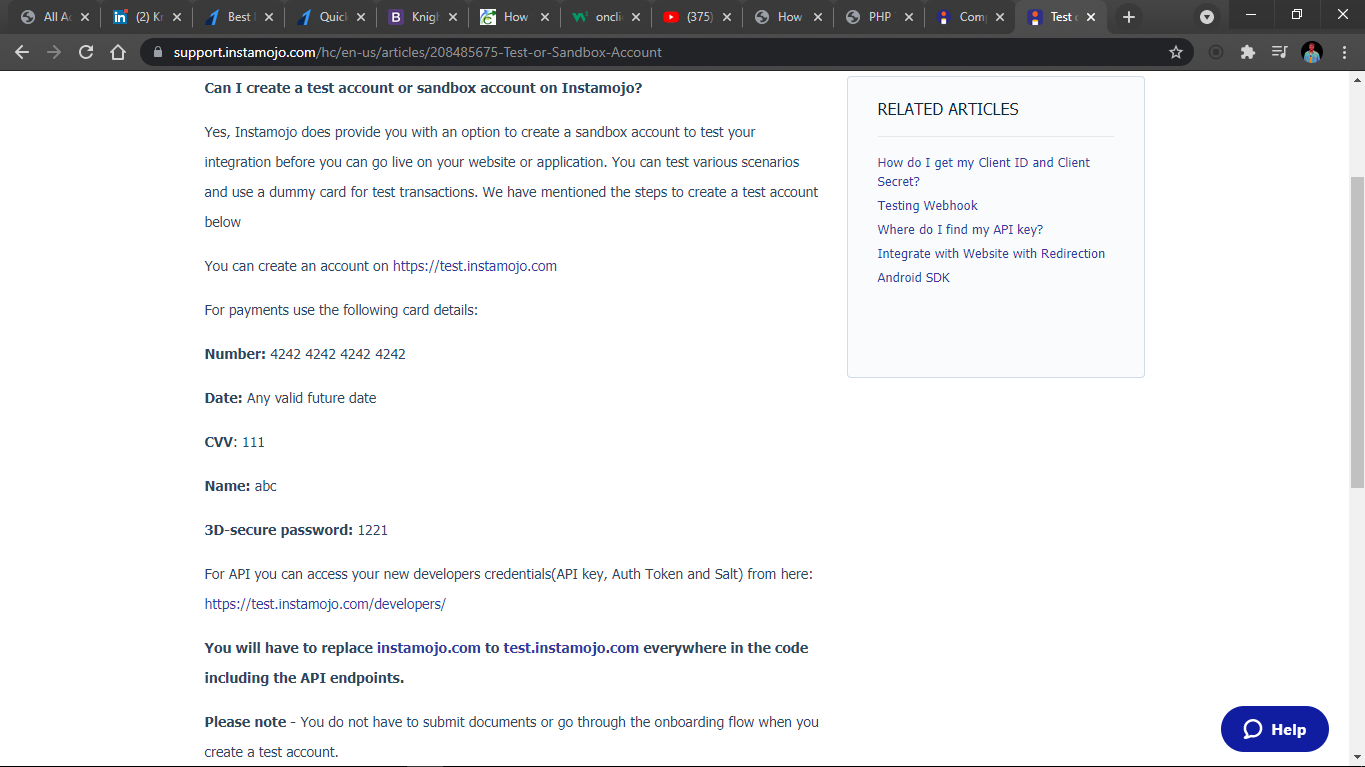 All A
(2) Kn
Best
Quick
Knigh
How
onclic
(375)
How
PHP
Comp
Test o
support.instamojo.com/hc/en-us/articles/208485675-Test-or-Sandbox-Account
Can I create a test account or sandbox account on Instamojo?
Yes, Instamojo does provide you with an option to create a sandbox account to test your
integration before you can go live on your website or application. You can test various scenarios
and use a dummy card for test transactions. We have mentioned the steps to create a test account
below
You can create an account on https://test.instamojo.com
For payments use the following card details:
Number: 4242 4242 4242 4242
Date: Any valid future date
CVV: 111
Name: abc
3D-secure password: 1221
For API you can access your new developers credentials(API key, Auth Token and Salt) from here:
https://test.instamojo.com/developers/
You will have to replace instamojo.com to test.instamojo.com everywhere in the code
including the API endpoints.
Please note - You do not have to submit documents or go through the onboarding flow when you
create a test account.
RELATED ARTICLES
How do I get my Client ID and Client
Secret?
Testing Webhook
Where do I find my API key?
Integrate with Website with Redirection
Android SDK
Help